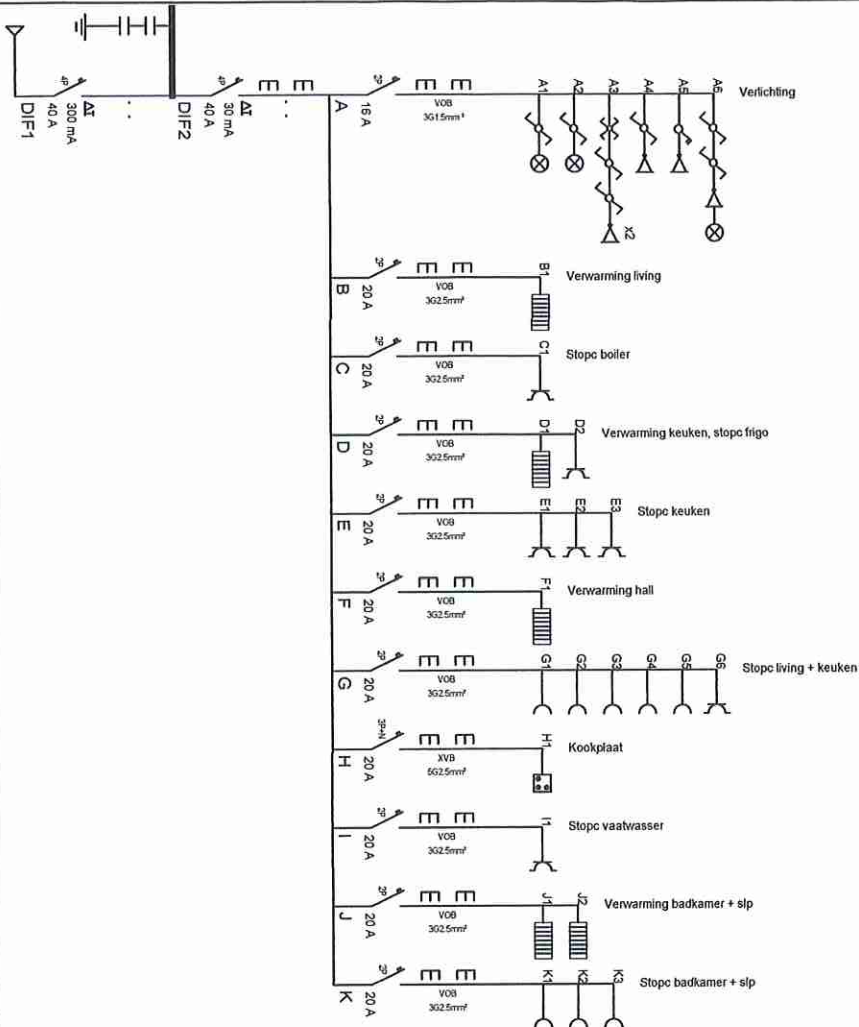 DIF1
4P
40 A
300 mA
ΔI
DIF2
4P
40 A
30 mA
ΔI
A
2P
16 A
VOB
3G1.5mm²
A1
A2
A3
x2
A4
A5
A6
Verlichting
B
2P
20 A
VOB
3G2.5mm²
B1
Verwarming living
C
2P
20 A
VOB
3G2.5mm²
C1
Stopc boiler
D
2P
20 A
VOB
3G2.5mm²
D1
D2
Verwarming keuken, stopc frigo
E
2P
20 A
VOB
3G2.5mm²
E1
E2
E3
Stopc keuken
F
2P
20 A
VOB
3G2.5mm²
F1
Verwarming hall
G
2P
20 A
VOB
3G2.5mm²
G1
G2
G3
G4
G5
G6
Stopc living + keuken
H
3P+N
20 A
XVB
5G2.5mm²
H1
Kookplaat
I
2P
20 A
VOB
3G2.5mm²
I1
Stopc vaatwasser
J
2P
20 A
VOB
3G2.5mm²
J1
J2
Verwarming badkamer + slp
K
2P
20 A
VOB
3G2.5mm²
K1
K2
K3
Stopc badkamer + slp